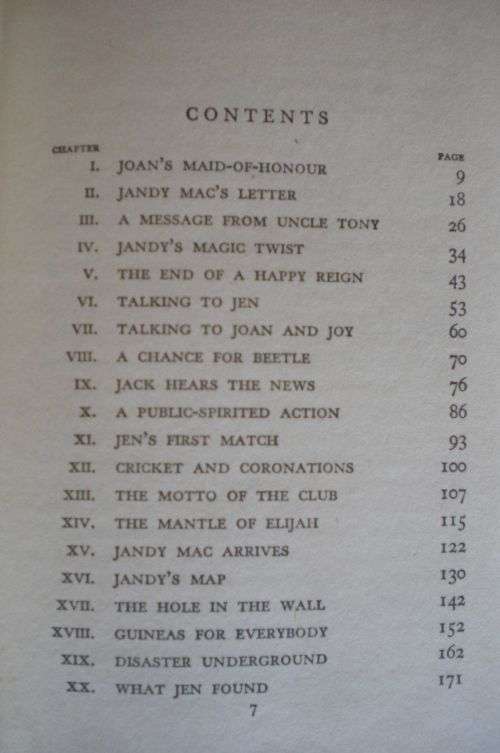 CONTENTS
CHAPTER PAGE
I. JOAN'S MAID-OF-HONOUR 9
II. JANDY MAC'S LETTER 18
III. A MESSAGE FROM UNCLE TONY 26
IV. JANDY'S MAGIC TWIST 34
V. THE END OF A HAPPY REIGN 43
VI. TALKING TO JEN 53
VII. TALKING TO JOAN AND JOY 60
VIII. A CHANCE FOR BEETLE 70
IX. JACK HEARS THE NEWS 76
X. A PUBLIC-SPIRITED ACTION 86
XI. JEN'S FIRST MATCH 93
XII. CRICKET AND CORONATIONS 100
XIII. THE MOTTO OF THE CLUB 107
XIV. THE MANTLE OF ELIJAH 115
XV. JANDY MAC ARRIVES 122
XVI. JANDY'S MAP 130
XVII. THE HOLE IN THE WALL 142
XVIII. GUINEAS FOR EVERYBODY 152
XIX. DISASTER UNDERGROUND 162
XX. WHAT JEN FOUND 171
7